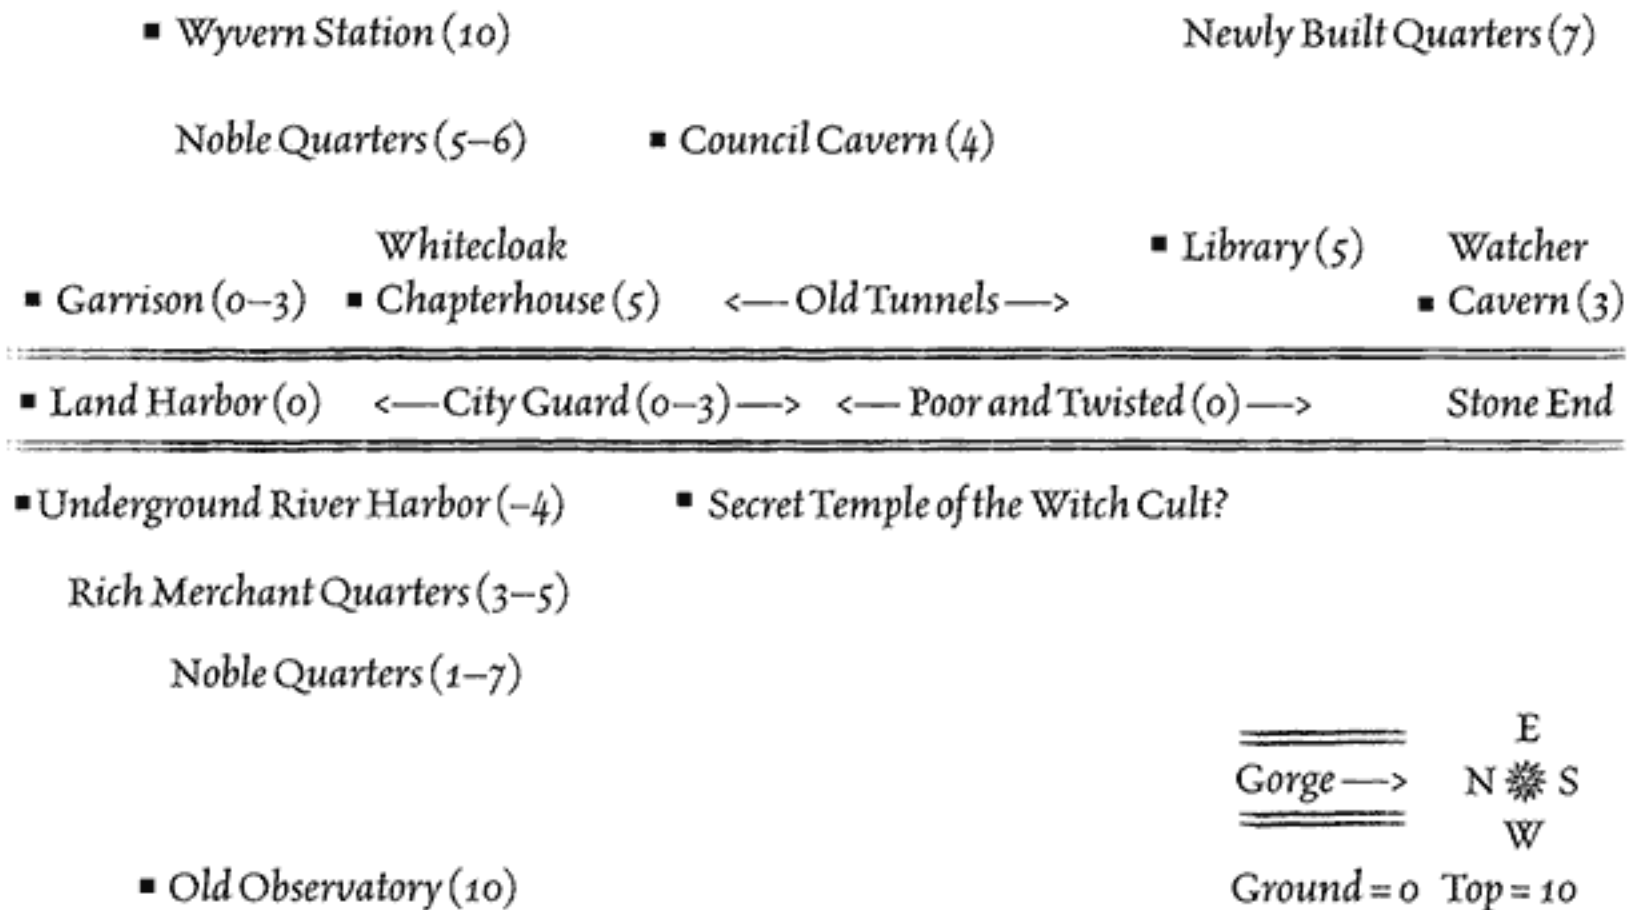 ▪ Wyvern Station (10) Newly Built Quarters (7)
Noble Quarters (5–6) ▪ Council Cavern (4)
Whitecloak ▪ Library (5) Watcher
▪ Garrison (0–3) ▪ Chapterhouse (5) <— Old Tunnels —> ▪ Cavern (3)
▪ Land Harbor (0) <— City Guard (0–3) —> <— Poor and Twisted (0) —> Stone End
▪ Underground River Harbor (–4) ▪ Secret Temple of the Witch Cult?
Rich Merchant Quarters (3–5)
Noble Quarters (1–7)
E
Gorge —> N S
W
▪ Old Observatory (10) Ground = 0 Top = 10